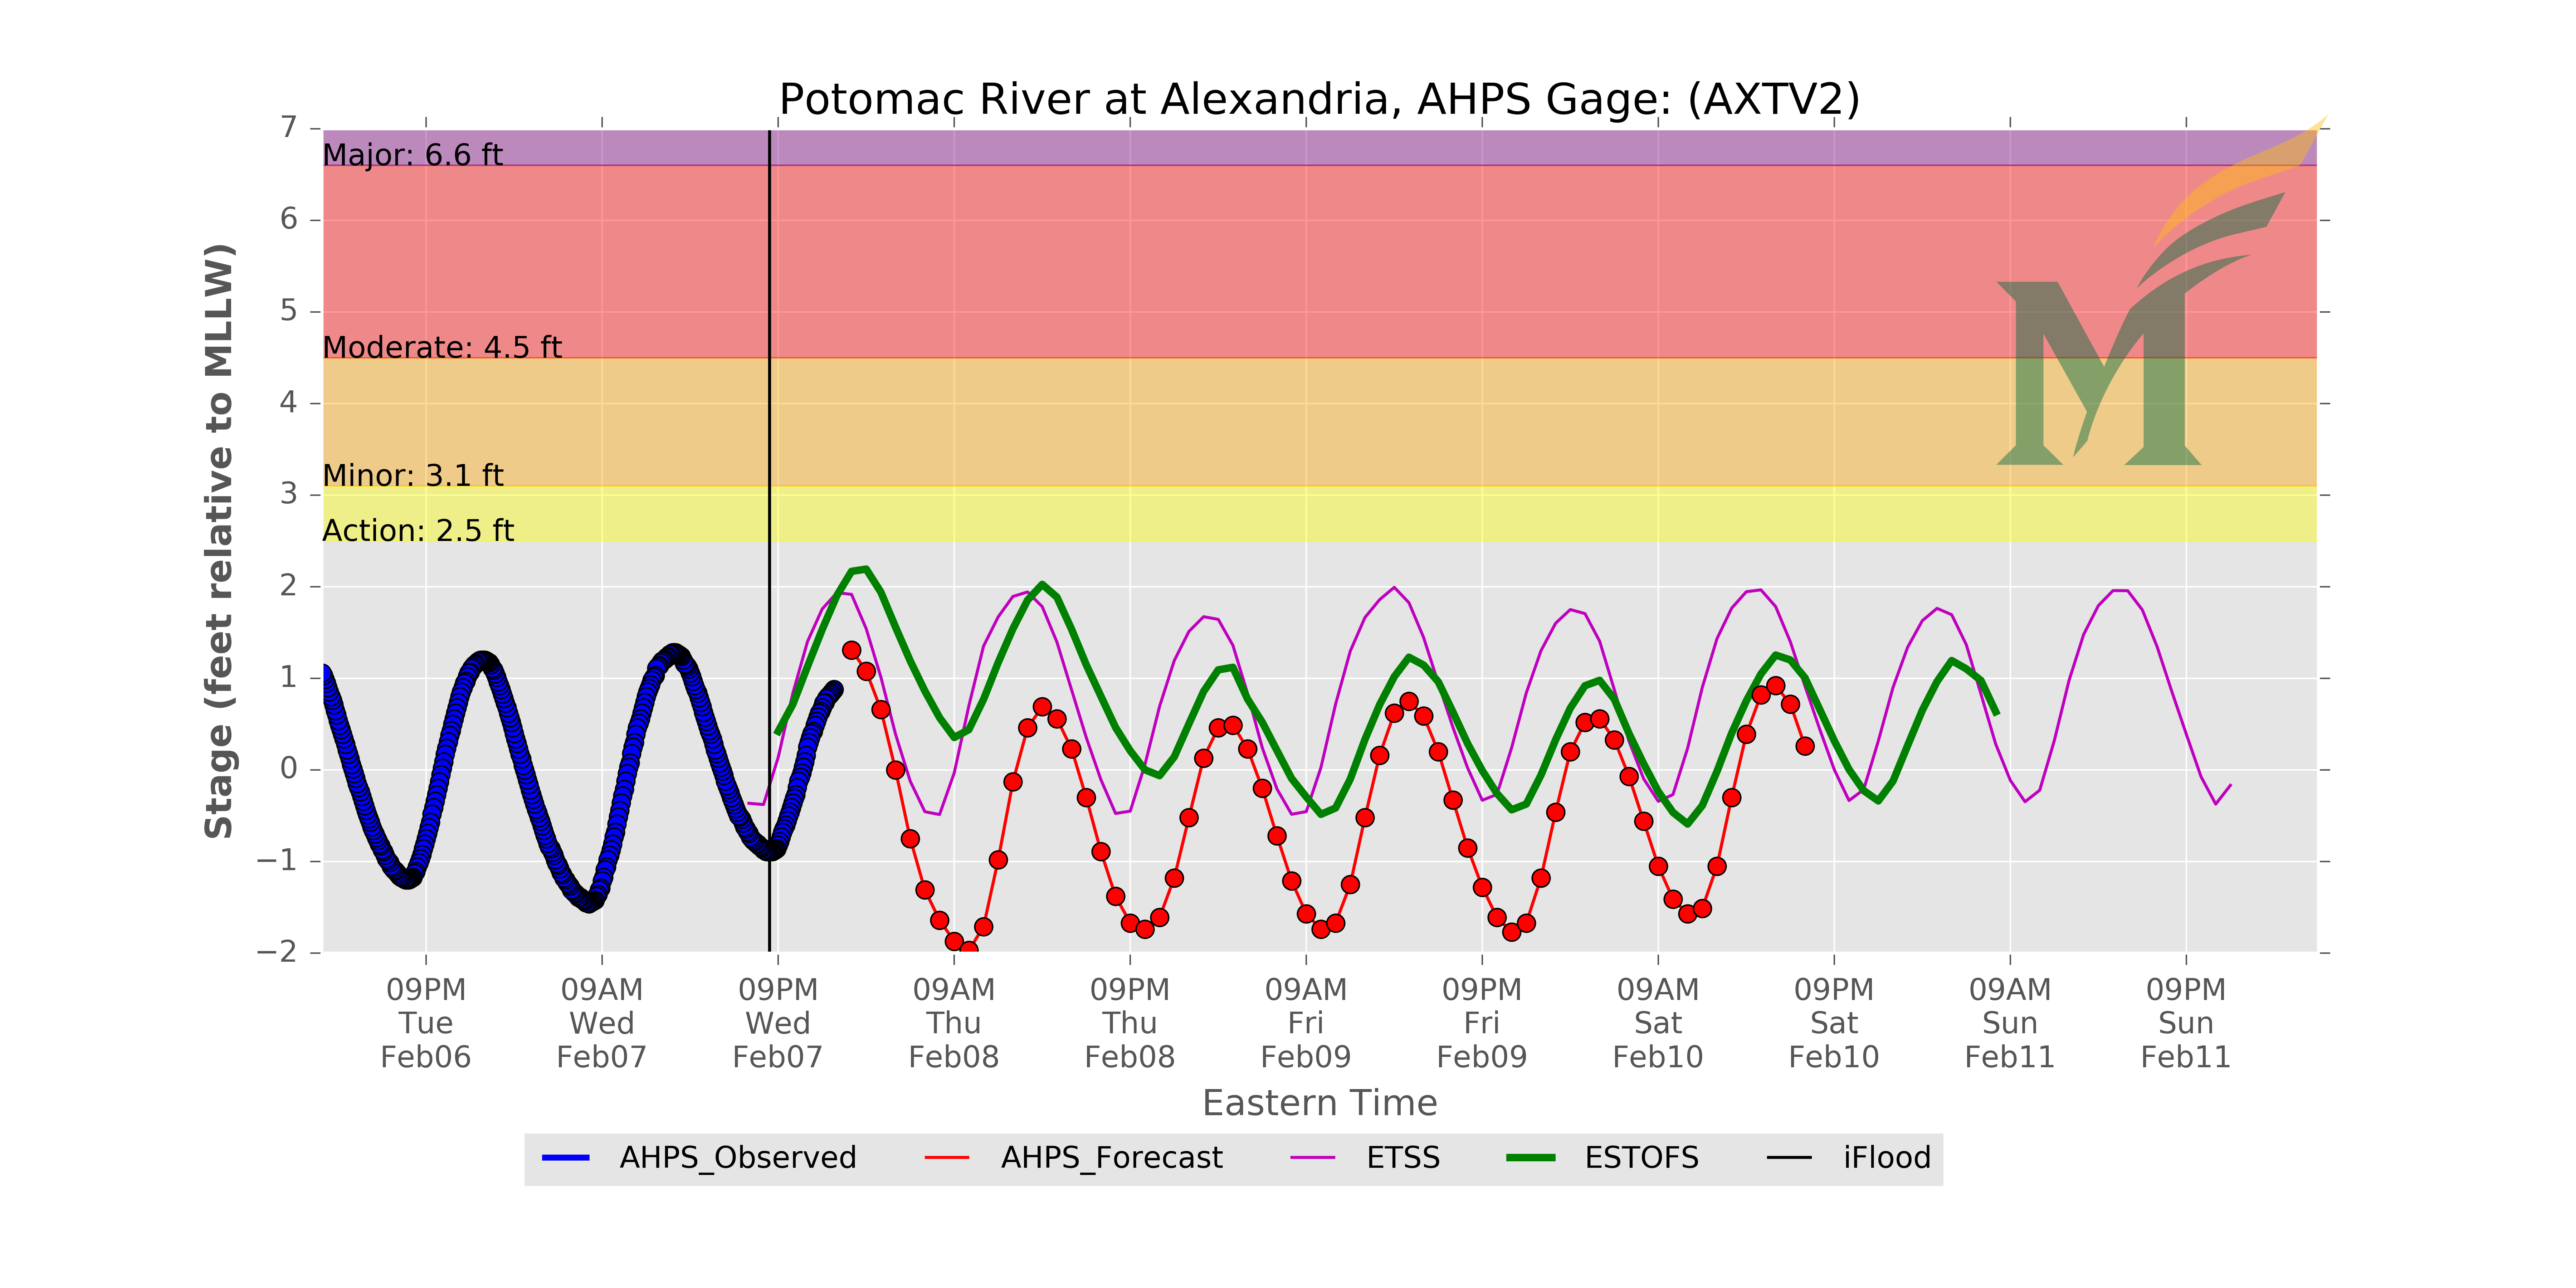 Potomac River at Alexandria, AHPS Gage: (AXTV2)
Stage (feet relative to MLLW)
7
6
5
4
3
2
1
0
−1
−2
Major: 6.6 ft
Moderate: 4.5 ft
Minor: 3.1 ft
Action: 2.5 ft
09PM 09AM 09PM 09AM 09PM 09AM 09PM 09AM 09PM 09AM 09PM
Tue Wed Wed Thu Thu Fri Fri Sat Sat Sun Sun
Feb06 Feb07 Feb07 Feb08 Feb08 Feb09 Feb09 Feb10 Feb10 Feb11 Feb11
Eastern Time
AHPS_Observed AHPS_Forecast ETSS ESTOFS iFlood